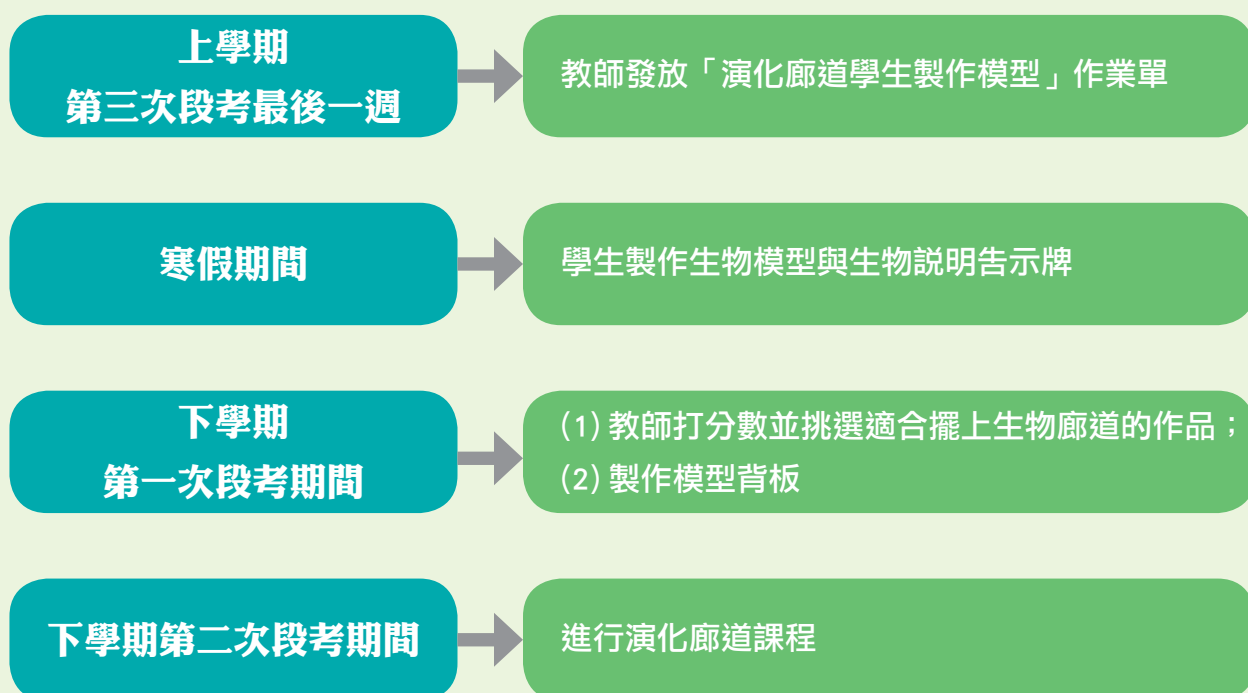 上學期
第三次段考最後一週
教師發放「演化廊道學生製作模型」作業單
寒假期間
學生製作生物模型與生物説明告示牌
下學期
第一次段考期間
(1) 教師打分數並挑選適合擺上生物廊道的作品；
(2) 製作模型背板
下學期第二次段考期間
進行演化廊道課程